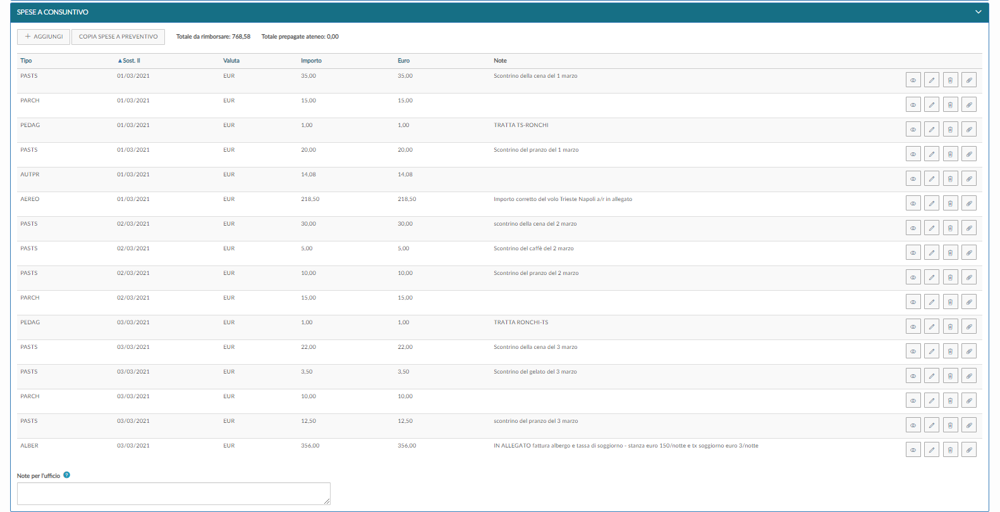 SPESE A CONSUNTIVO
AGGIUNGI COPIA SPESE A PREVENTIVO Totale da rimborsare: 768,58 Totale prepagate ateneo: 0,00
Tipo ▲Sost. Il Valuta Importo Euro Note
PASTS 01/03/2021 EUR 35,00 35,00 Scontrino della cena del 1 marzo
PARCH 01/03/2021 EUR 15,00 15,00
PEDAG 01/03/2021 EUR 1,00 1,00 TRATTA TS-RONCHI
PASTS 01/03/2021 EUR 20,00 20,00 Scontrino del pranzo del 1 marzo
AUTPR 01/03/2021 EUR 14,08 14,08
AEREO 01/03/2021 EUR 218,50 218,50 Importo corretto del volo Trieste Napoli a/r in allegato
PASTS 02/03/2021 EUR 30,00 30,00 scontrino della cena del 2 marzo
PASTS 02/03/2021 EUR 5,00 5,00 Scontrino del caffè del 2 marzo
PASTS 02/03/2021 EUR 10,00 10,00 Scontrino del pranzo del 2 marzo
PARCH 02/03/2021 EUR 15,00 15,00
PEDAG 03/03/2021 EUR 1,00 1,00 TRATTA RONCHI-TS
PASTS 03/03/2021 EUR 22,00 22,00 Scontrino della cena del 3 marzo
PASTS 03/03/2021 EUR 3,50 3,50 Scontrino del gelato del 3 marzo
PARCH 03/03/2021 EUR 10,00 10,00
PASTS 03/03/2021 EUR 12,50 12,50 scontrino del pranzo del 3 marzo
ALBER 03/03/2021 EUR 356,00 356,00 IN ALLEGATO fattura albergo e tassa di soggiorno - stanza euro 150/notte e tx soggiorno euro 3/notte
Note per l'ufficio ?